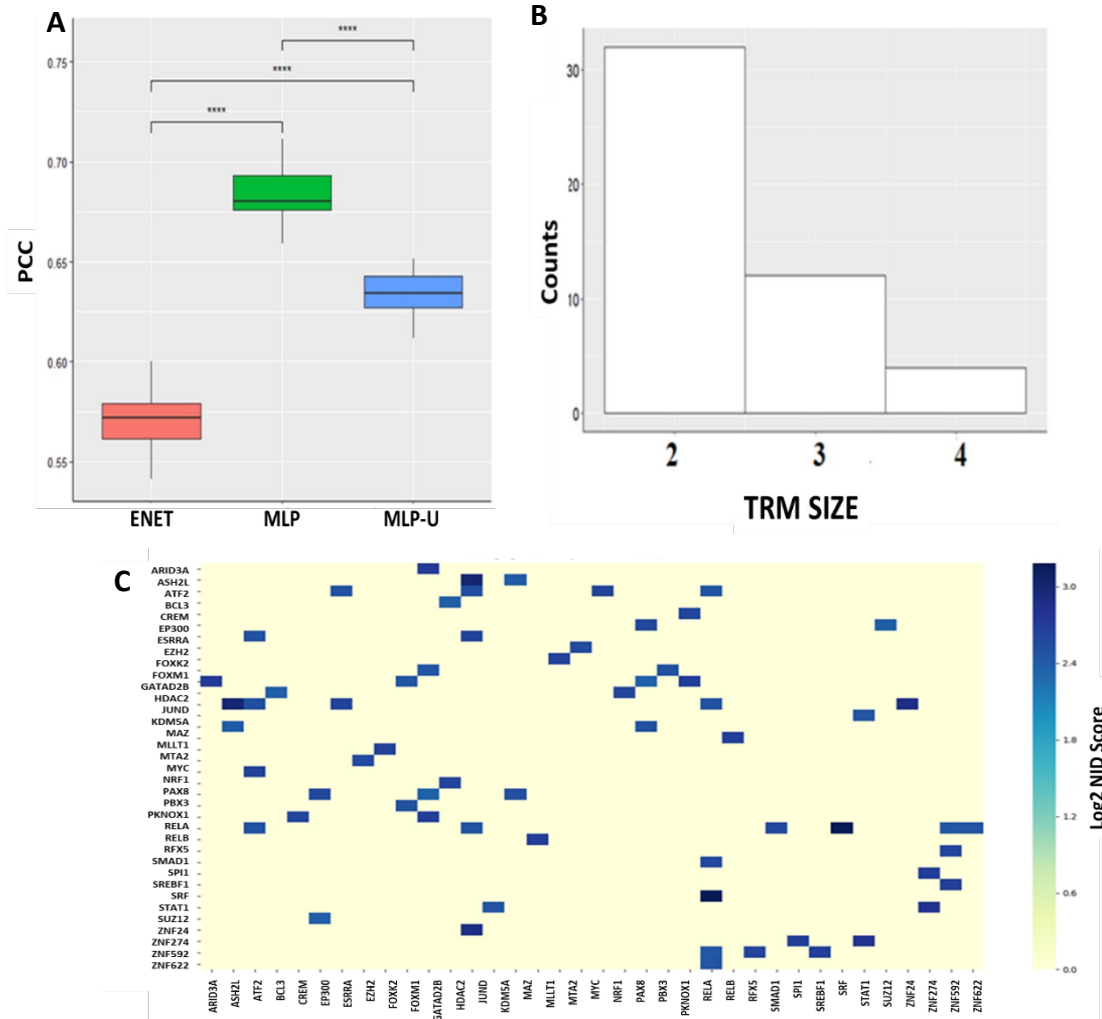 A
B
****
****
****
0.75
0.70
0.65
0.60
0.55
PCC
ENET
MLP
MLP-U
30
20
10
0
Counts
2
3
4
TRM SIZE
C
ARID3A
ASH2L
ATF2
BCL3
CREM
EP300
ESRRA
EZH2
FOXK2
FOXM1
GATAD2B
HDAC2
JUND
KDM5A
MAZ
MLLT1
MTA2
MYC
NRF1
PAX8
PBX3
PKNOX1
RELA
RELB
RFX5
SMAD1
SPI1
SREBF1
SRF
STAT1
SUZ12
ZNF24
ZNF274
ZNF592
ZNF622
ARID3A
ASH2L
ATF2
BCL3
CREM
EP300
ESRRA
EZH2
FOXK2
FOXM1
GATAD2B
HDAC2
JUND
KDM5A
MAZ
MLLT1
MTA2
MYC
NRF1
PAX8
PBX3
PKNOX1
RELA
RELB
RFX5
SMAD1
SPI1
SREBF1
SRF
STAT1
SUZ12
ZNF24
ZNF274
ZNF592
ZNF622
3.0
2.4
1.8
1.2
0.6
0.0
Log2 NID Score